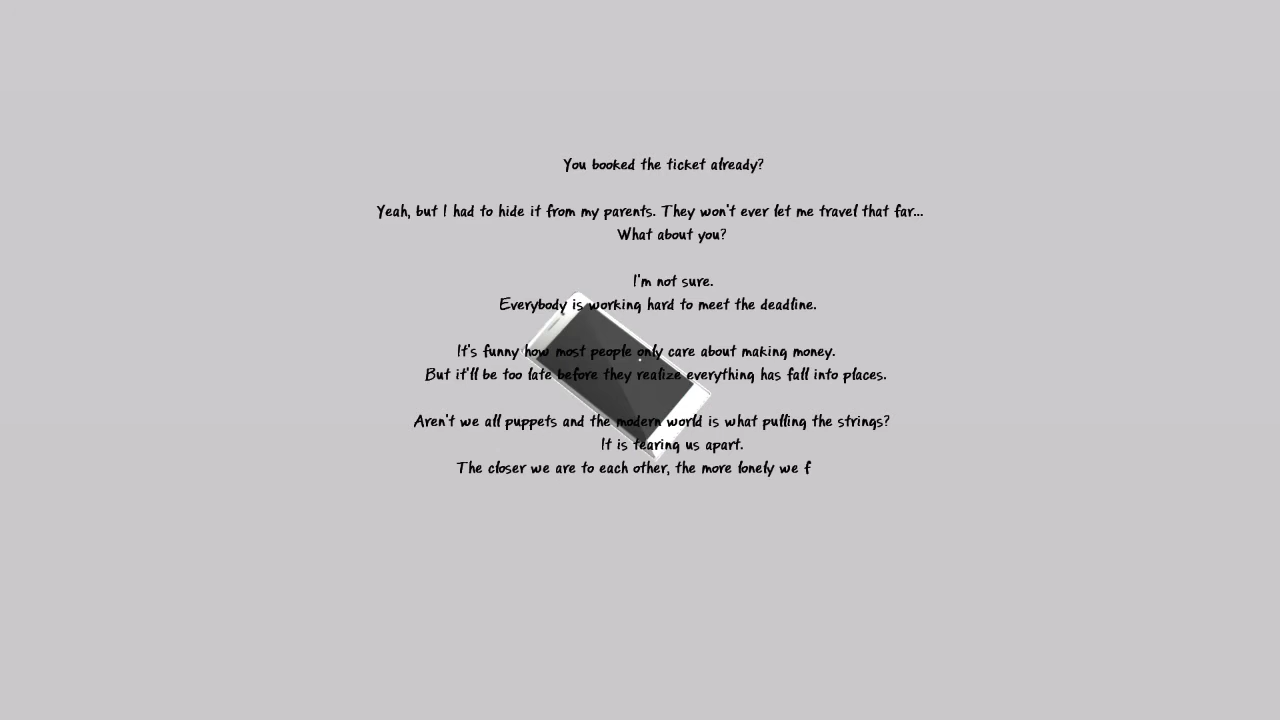 You booked the ticket already?
Yeah, but I had to hide it from my parents. They won't ever let me travel that far...
What about you?
I'm not sure.
Everybody is working hard to meet the deadline.
It's funny how most people only care about making money.
But it'll be too late before they realize everything has fall into places.
Aren't we all puppets and the modern world is what pulling the strings?
It is tearing us apart.
The closer we are to each other, the more lonely we f